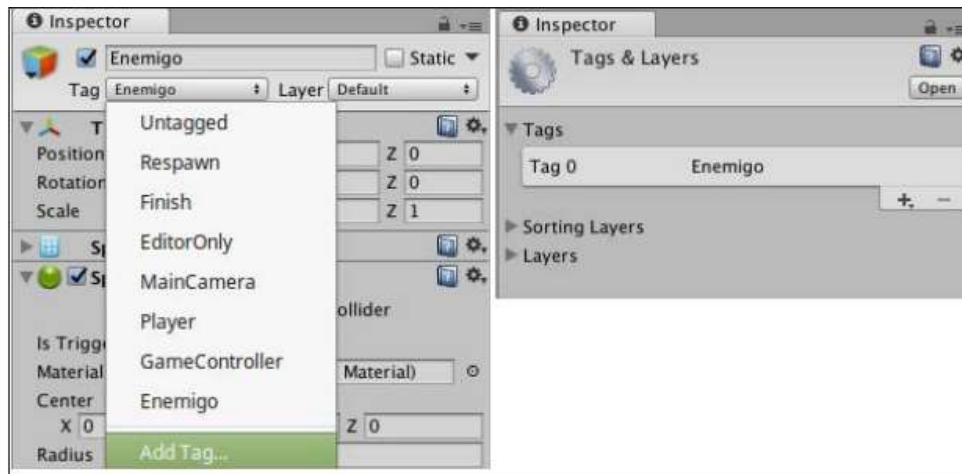 Inspector
Enemigo
Static
Tag Enemigo Layer Default
Untagged
Respawn
Finish
EditorOnly
MainCamera
Player
GameController
Enemigo
Add Tag...
T
Position Z 0
Rotation Z 0
Scale Z 1
ollider
Is Trigg
Material Material)
Center
X 0 Z 0
Radius
Inspector
Tags & Layers
Open
Tags
Tag 0 Enemigo
Sorting Layers
Layers